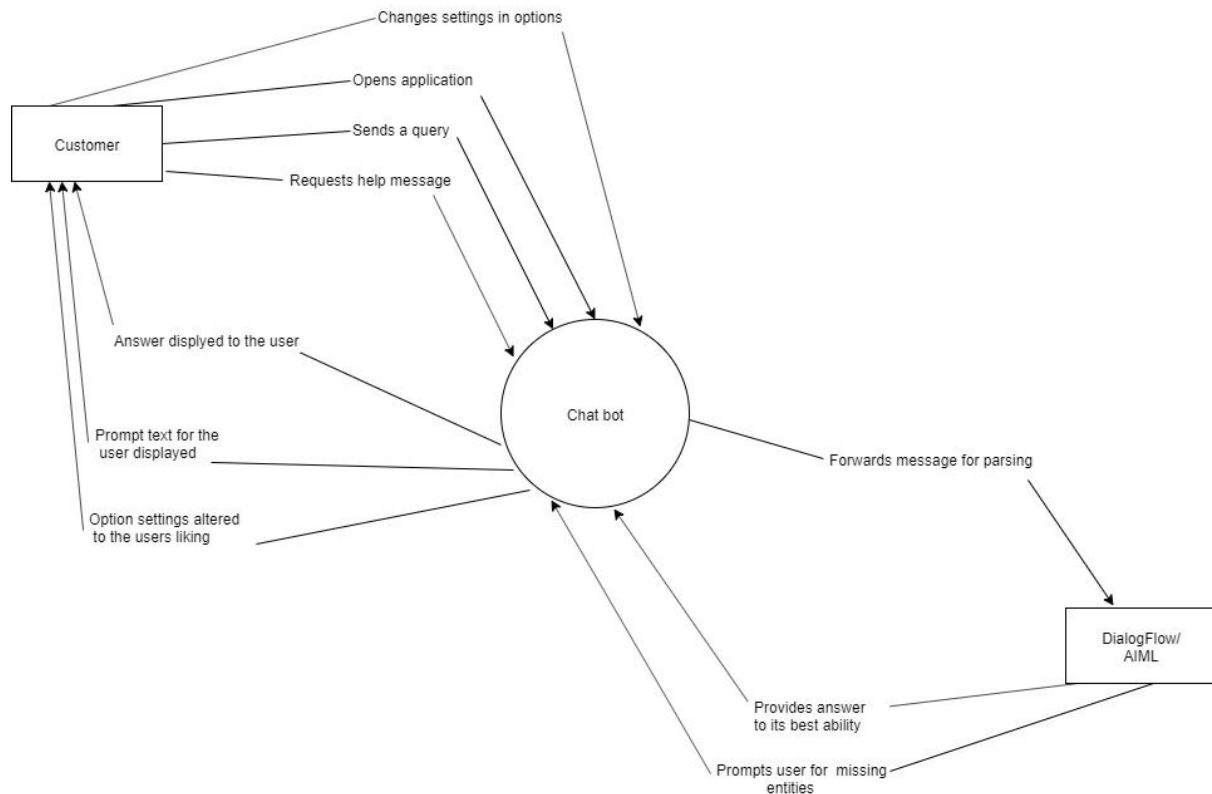 Changes settings in options
Opens application
Sends a query
Customer
Requests help message
Answer displyed to the user
Chat bot
Prompt text for the
user displayed
Forwards message for parsing
Option settings altered
to the users liking
DialogFlow/
AIML
Provides answer
to its best ability
Prompts user for missing
entities